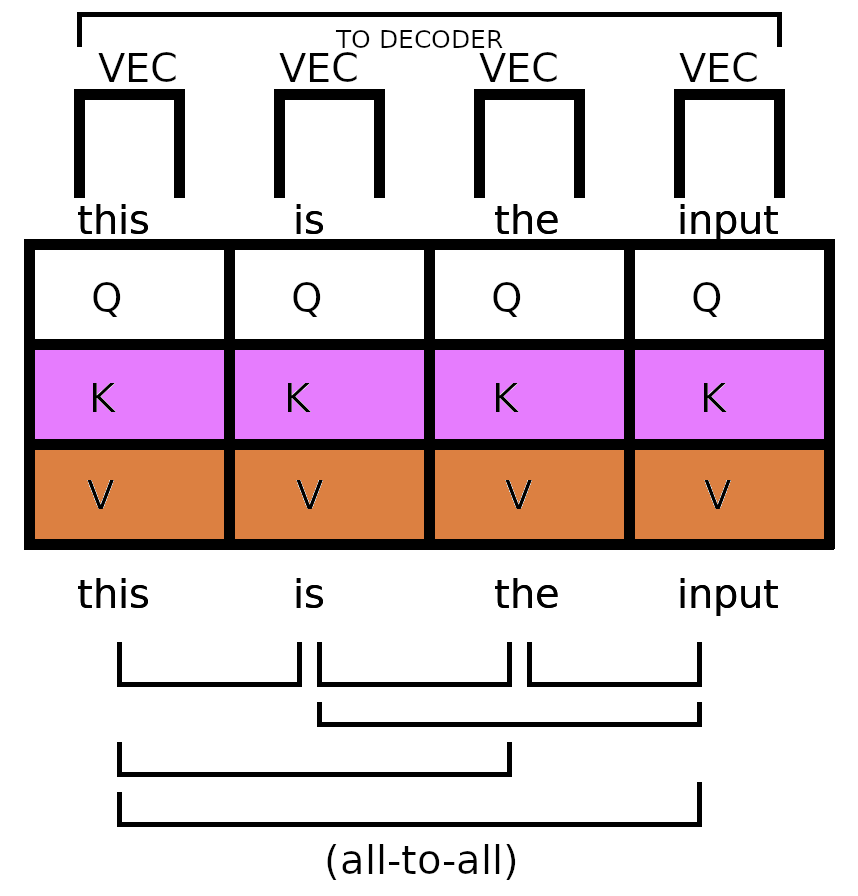 TO DECODER
VEC VEC VEC VEC
this is the input
Q Q Q Q
K K K K
V V V V
this is the input
(all-to-all)